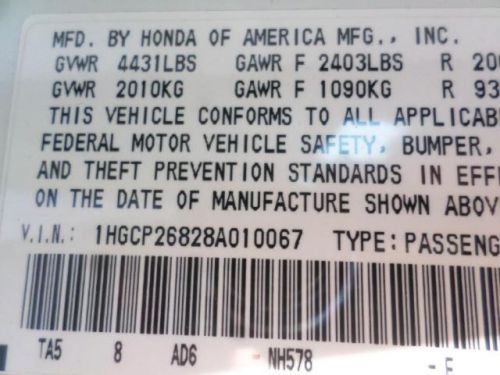 MFD. BY HONDA OF AMERICA MFG., INC.
GVWR 4431LBS GAWR F 2403LBS R 20
GVWR 2010KG GAWR F 1090KG R 93
THIS VEHICLE CONFORMS TO ALL APPLICAB
FEDERAL MOTOR VEHICLE SAFETY, BUMPER,
AND THEFT PREVENTION STANDARDS IN EFF
ON THE DATE OF MANUFACTURE SHOWN ABOV
V.I.N.: 1HGCP26828A010067 TYPE: PASSENG
TA5 8 AD6 - NH578 - F